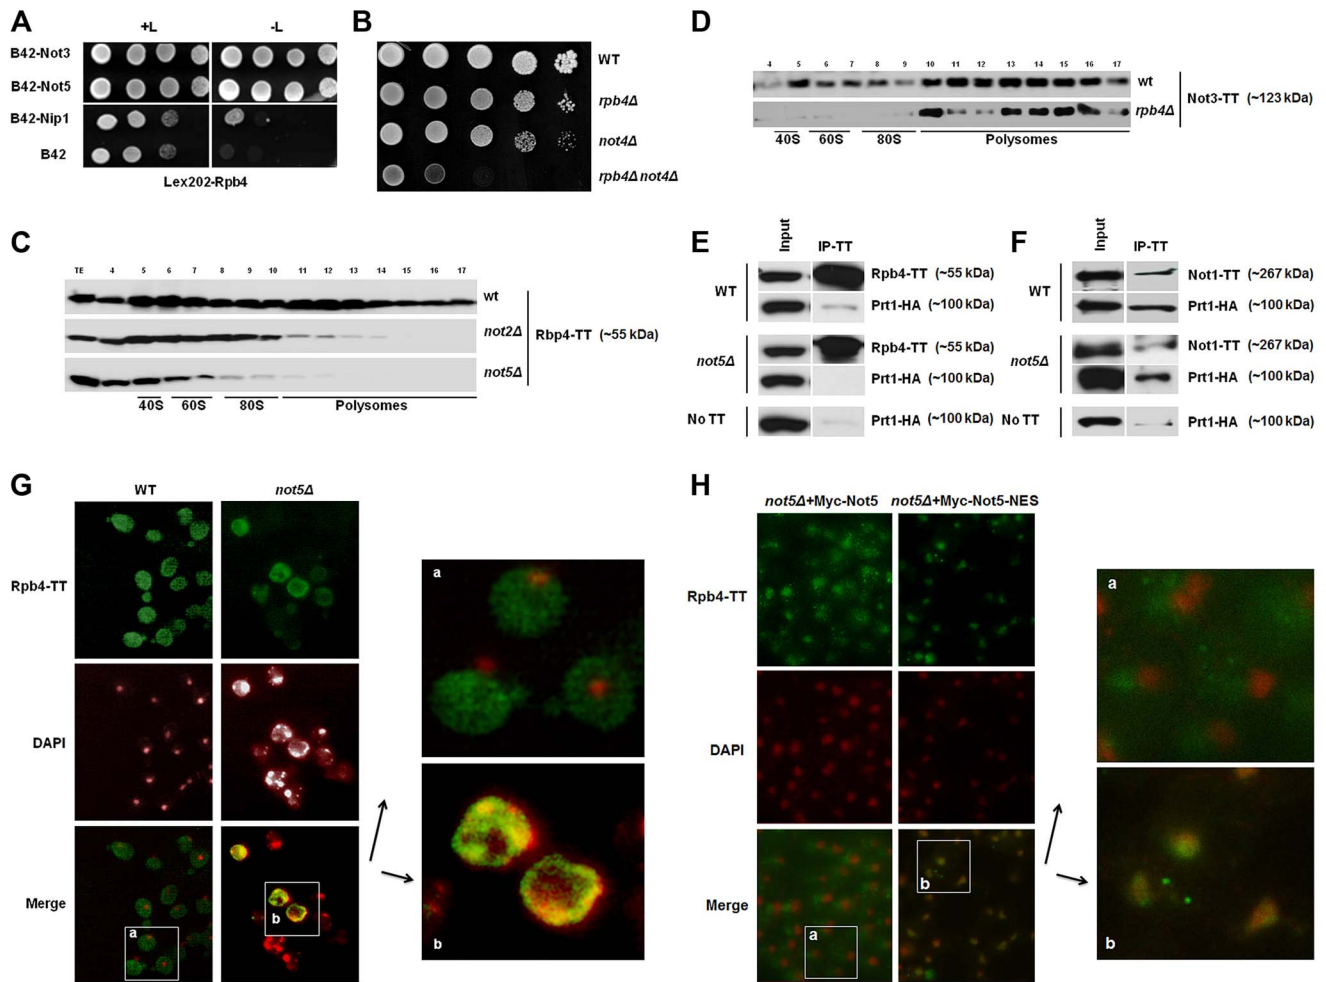 A
+L
-L
B42-Not3
B42-Not5
B42-Nip1
B42
Lex202-Rpb4
B
WT
rpb4Δ
not4Δ
rpb4Δ not4Δ
C
TE 4 5 6 7 8 9 10 11 12 13 14 15 16 17
wt
not2Δ
not5Δ
Rbp4-TT (~55 kDa)
40S 60S 80S Polysomes
D
4 5 6 7 8 9 10 11 12 13 14 15 16 17
wt
rpb4Δ
Not3-TT (~123 kDa)
40S 60S 80S Polysomes
E
Input
IP-TT
WT
Rpb4-TT (~55 kDa)
Prt1-HA (~100 kDa)
not5Δ
Rpb4-TT (~55 kDa)
Prt1-HA (~100 kDa)
No TT
Prt1-HA (~100 kDa)
F
Input
IP-TT
WT
Not1-TT (~267 kDa)
Prt1-HA (~100 kDa)
not5Δ
Not1-TT (~267 kDa)
Prt1-HA (~100 kDa)
No TT
Prt1-HA (~100 kDa)
G
WT
not5Δ
Rpb4-TT
DAPI
Merge
a
b
a
b
H
not5Δ+Myc-Not5
not5Δ+Myc-Not5-NES
Rpb4-TT
DAPI
Merge
a
b
a
b